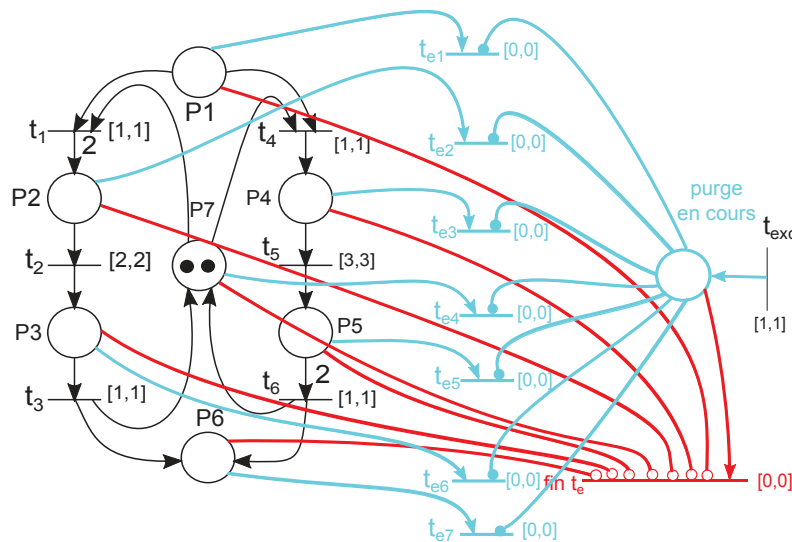 te1
[0,0]
P1
t1
2
[1,1]
t4
[1,1]
te2
[0,0]
P2
P7
P4
purge
en cours
te3
[0,0]
texc
t2
[2,2]
t5
[3,3]
P3
P5
te4
[0,0]
[1,1]
t3
[1,1]
t6
2
[1,1]
te5
[0,0]
P6
te6
[0,0]
fin te
[0,0]
te7
[0,0]